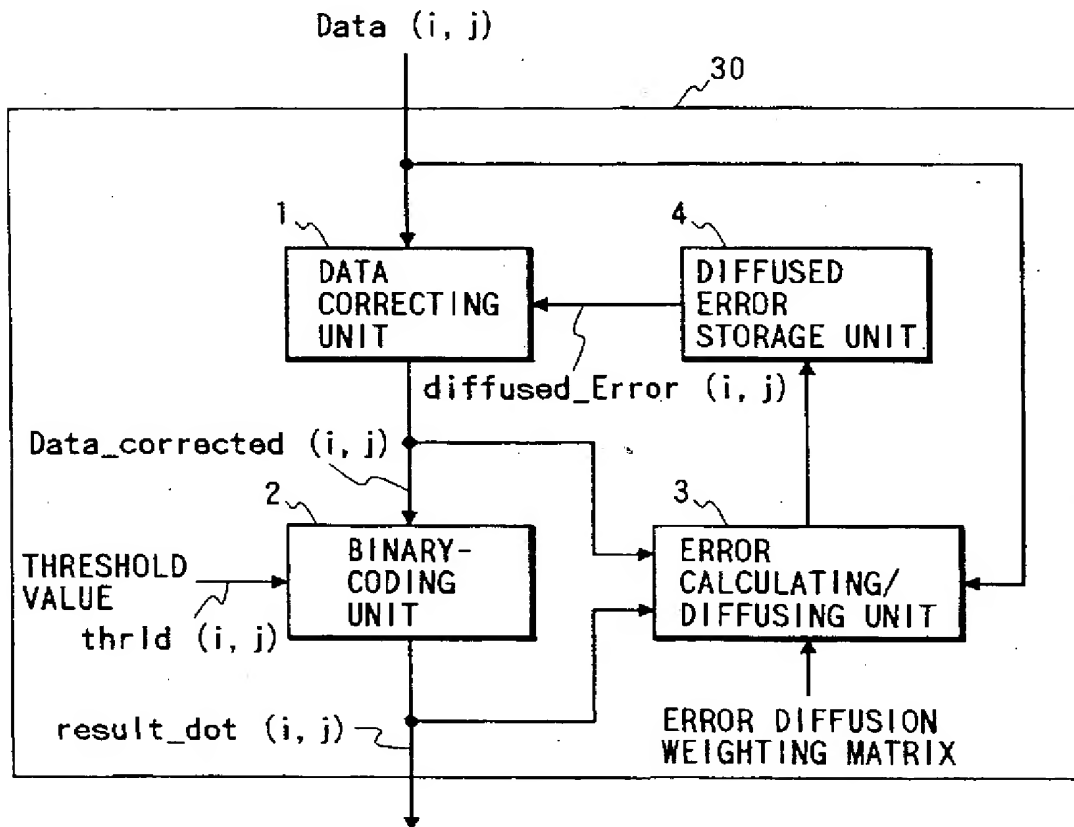 Data (i, j)
30
1
DATA
CORRECTING
UNIT
4
DIFFUSED
ERROR
STORAGE UNIT
diffused_Error (i, j)
Data_corrected (i, j)
2
BINARY-
CODING
UNIT
3
ERROR
CALCULATING/
DIFFUSING UNIT
THRESHOLD
VALUE
thrld (i, j)
result_dot (i, j)
ERROR DIFFUSION
WEIGHTING MATRIX